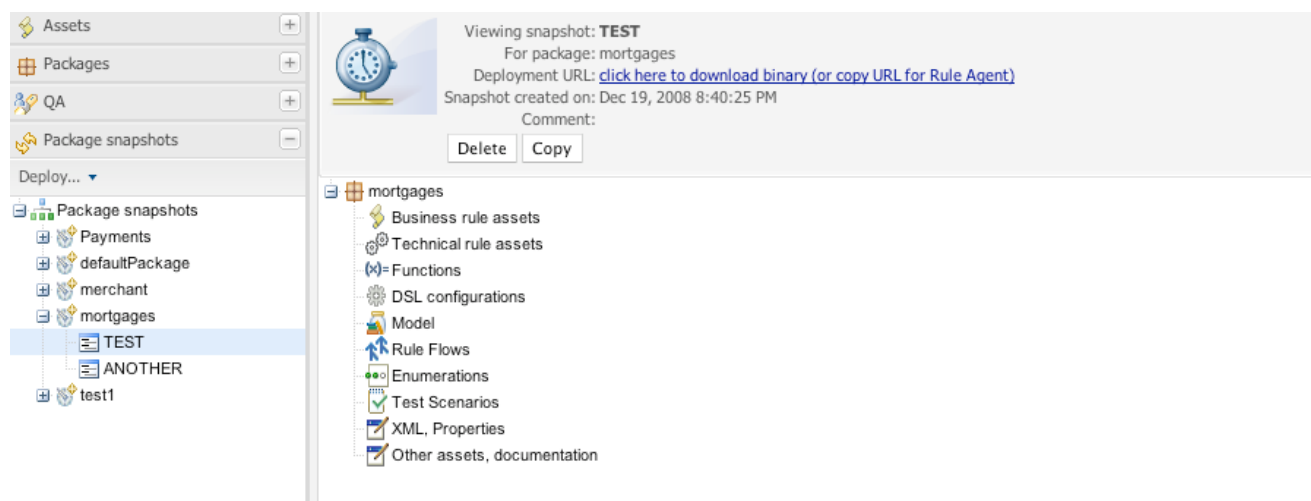 Assets
Packages
QA
Package snapshots
Deploy...
Package snapshots
Payments
defaultPackage
merchant
mortgages
TEST
ANOTHER
test1
Viewing snapshot: TEST
For package: mortgages
Deployment URL: click here to download binary (or copy URL for Rule Agent)
Snapshot created on: Dec 19, 2008 8:40:25 PM
Comment:
Delete Copy
mortgages
Business rule assets
Technical rule assets
(x)= Functions
DSL configurations
Model
Rule Flows
Enumerations
Test Scenarios
XML, Properties
Other assets, documentation